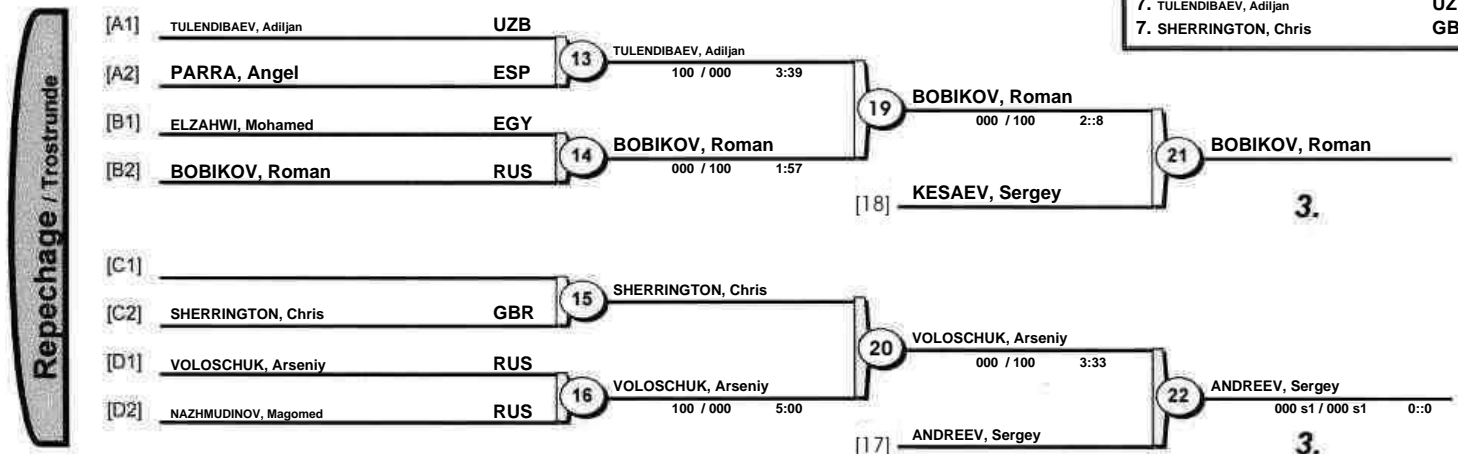 7. TULENDIBAEV, Adiljan UZ
7. SHERRINGTON, Chris GB
Repechage / Trostrunde
[A1] TULENDIBAEV, Adiljan UZB
[A2] PARRA, Angel ESP
13 TULENDIBAEV, Adiljan
100 / 000 3:39
[B1] ELZAHWI, Mohamed EGY
[B2] BOBIKOV, Roman RUS
14 BOBIKOV, Roman
000 / 100 1:57
19 BOBIKOV, Roman
000 / 100 2::8
[18] KESAEV, Sergey
21 BOBIKOV, Roman
3.
[C1]
[C2] SHERRINGTON, Chris GBR
15 SHERRINGTON, Chris
[D1] VOLOSCHUK, Arseniy RUS
[D2] NAZHMUDINOV, Magomed RUS
16 VOLOSCHUK, Arseniy
100 / 000 5:00
20 VOLOSCHUK, Arseniy
000 / 100 3:33
[17] ANDREEV, Sergey
22 ANDREEV, Sergey
000 s1 / 000 s1 0::0
3.